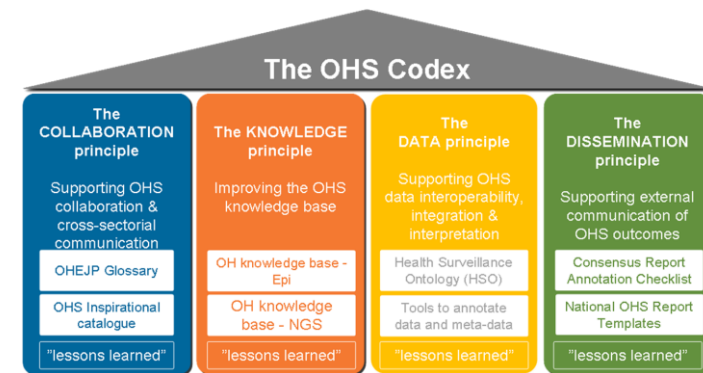 The OHS Codex
The
COLLABORATION
principle
Supporting OHS
collaboration &
cross-sectorial
communication
OHEJP Glossary
OHS Inspirational
catalogue
"lessons learned"
The KNOWLEDGE
principle
Improving the OHS
knowledge base
OH knowledge base -
Epi
OH knowledge
base - NGS
"lessons learned"
The
DATA principle
Supporting OHS
data interoperability,
integration &
interpretation
Health Surveillance
Ontology (HSO)
Tools to annotate
data and meta-data
"lessons learned"
The
DISSEMINATION
principle
Supporting external
communication of
OHS outcomes
Consensus Report
Annotation Checklist
National OHS Report
Templates
"lessons learned"